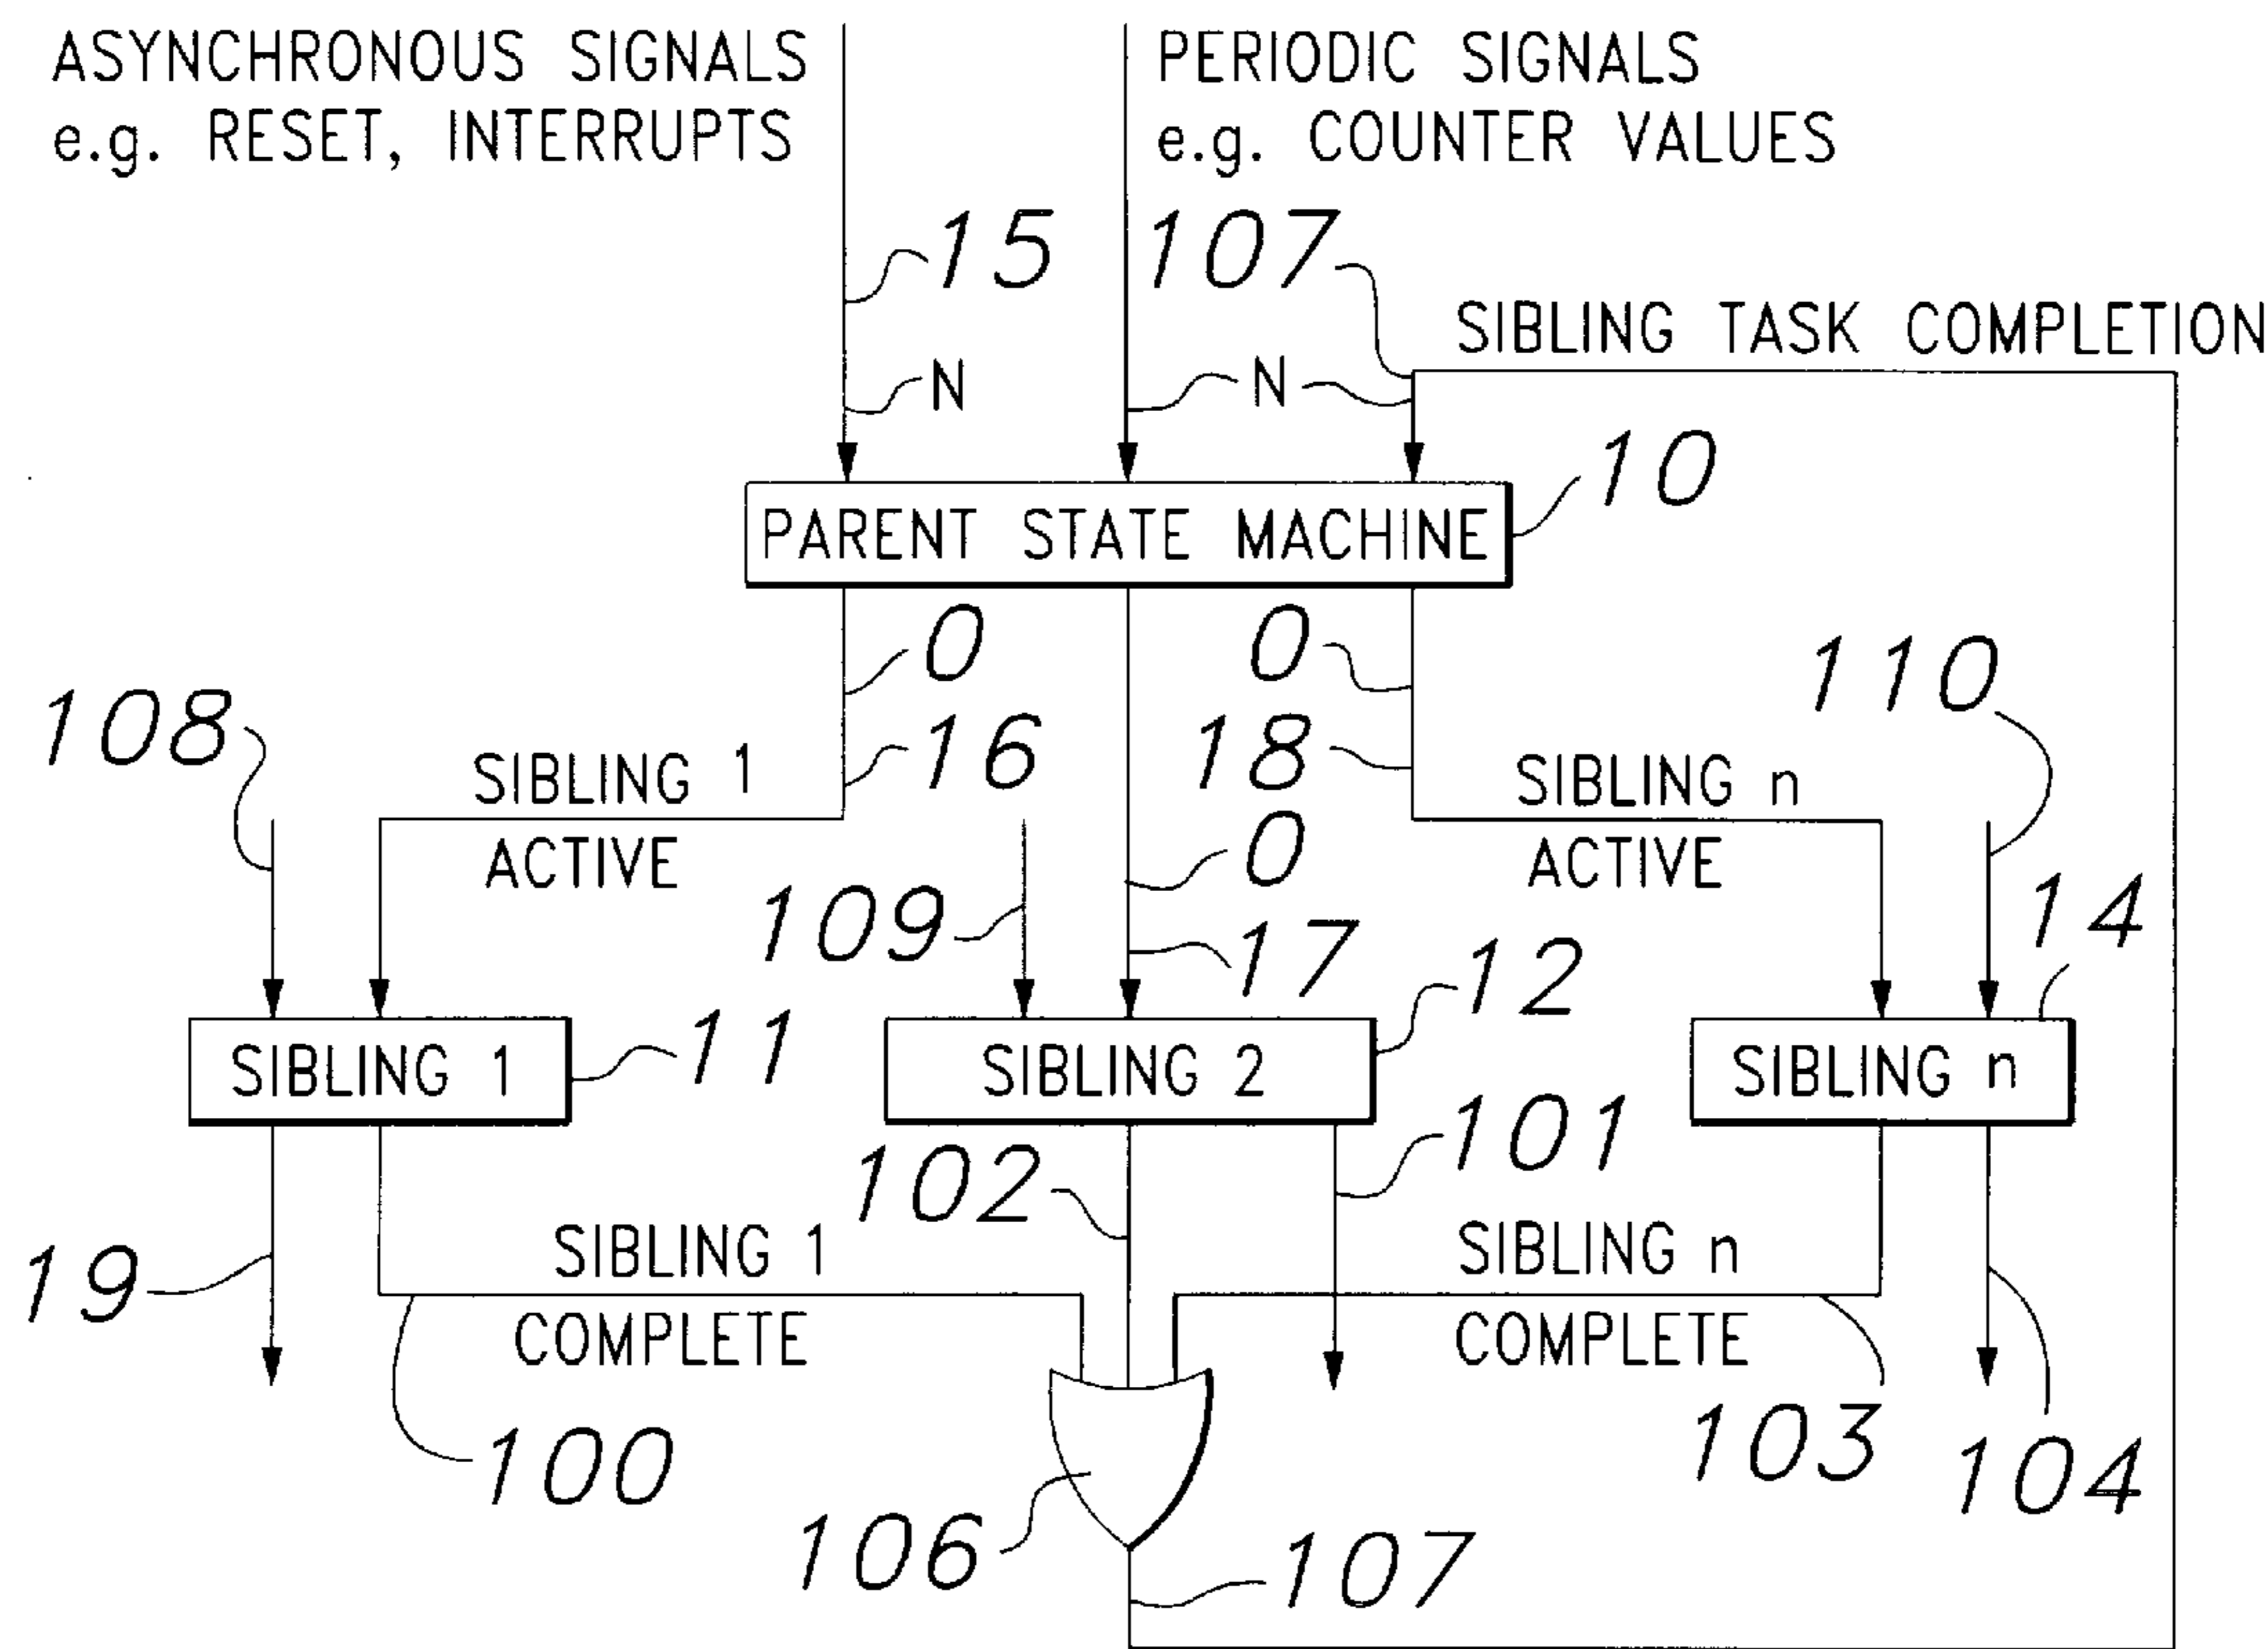 ASYNCHRONOUS SIGNALS
e.g. RESET, INTERRUPTS
PERIODIC SIGNALS
e.g. COUNTER VALUES
15
107
SIBLING TASK COMPLETION
N
N
10
PARENT STATE MACHINE
0
0
110
108
16
18
SIBLING 1
ACTIVE
SIBLING n
ACTIVE
0
109
17
12
14
SIBLING 1
11
SIBLING 2
SIBLING n
102
101
19
SIBLING 1
COMPLETE
SIBLING n
COMPLETE
100
103
104
106
107